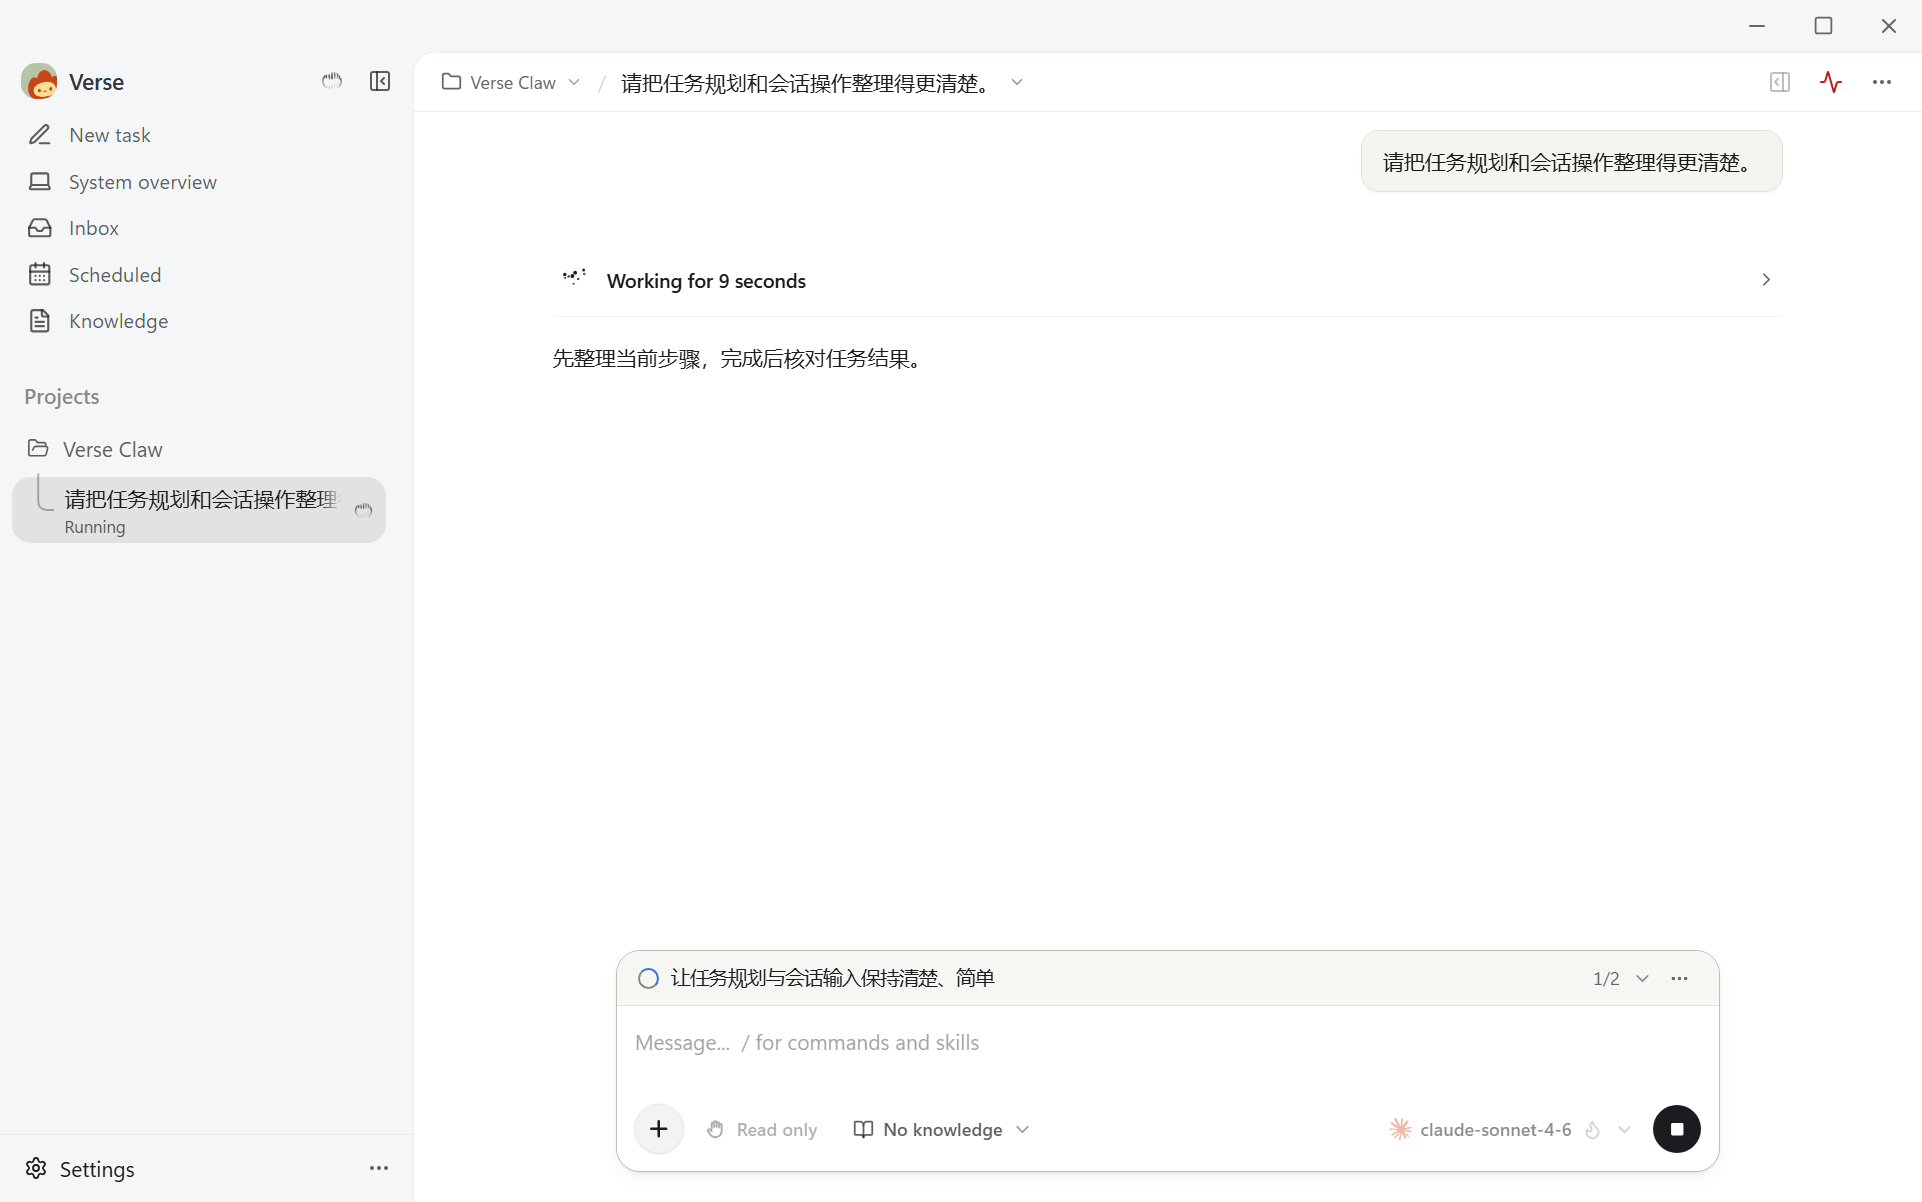 Verse
New task
System overview
Inbox
Scheduled
Knowledge
Projects
Verse Claw
请把任务规划和会话操作整理
Running
Settings
Verse Claw / 请把任务规划和会话操作整理得更清楚。
请把任务规划和会话操作整理得更清楚。
Working for 9 seconds
先整理当前步骤，完成后核对任务结果。
让任务规划与会话输入保持清楚、简单 1/2
Message... / for commands and skills
Read only No knowledge claude-sonnet-4-6